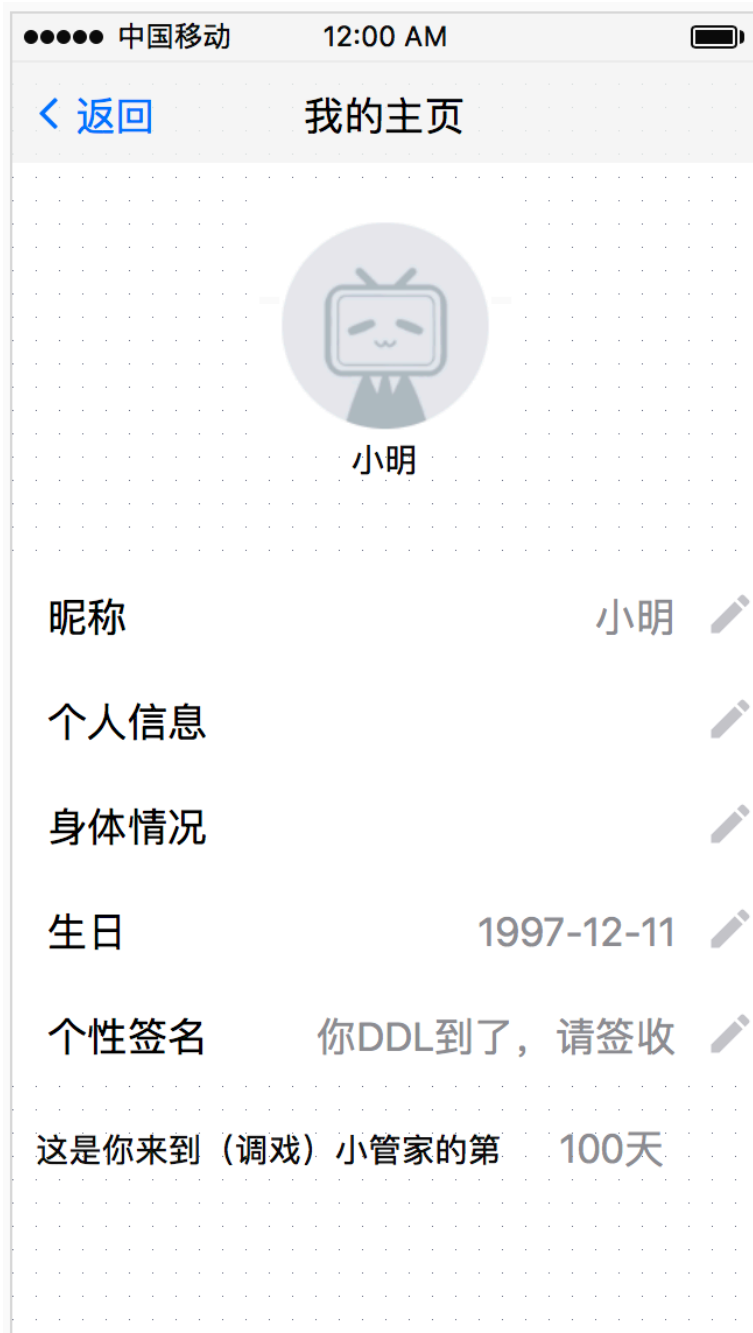 中国移动 12:00 AM
返回 我的主页
小明
昵称 小明
个人信息
身体情况
生日 1997-12-11
个性签名 你DDL到了，请签收
这是你来到（调戏）小管家的第 100天